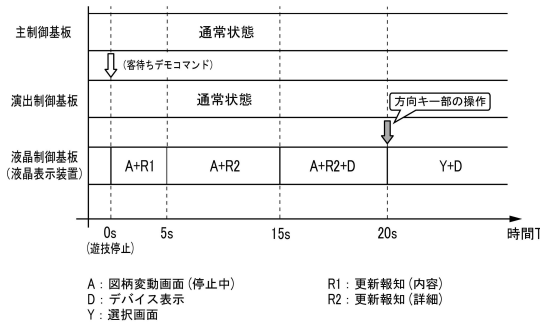 主制御基板
通常状態
(客待ちデモコマンド)
演出制御基板
通常状態
方向キー部の操作
液晶制御基板
(液晶表示装置)
A+R1
A+R2
A+R2+D
Y+D
0s
5s
15s
20s
時間T
(遊技停止)
A：図柄変動画面(停止中)
R1：更新報知(内容)
D：デバイス表示
R2：更新報知(詳細)
Y：選択画面